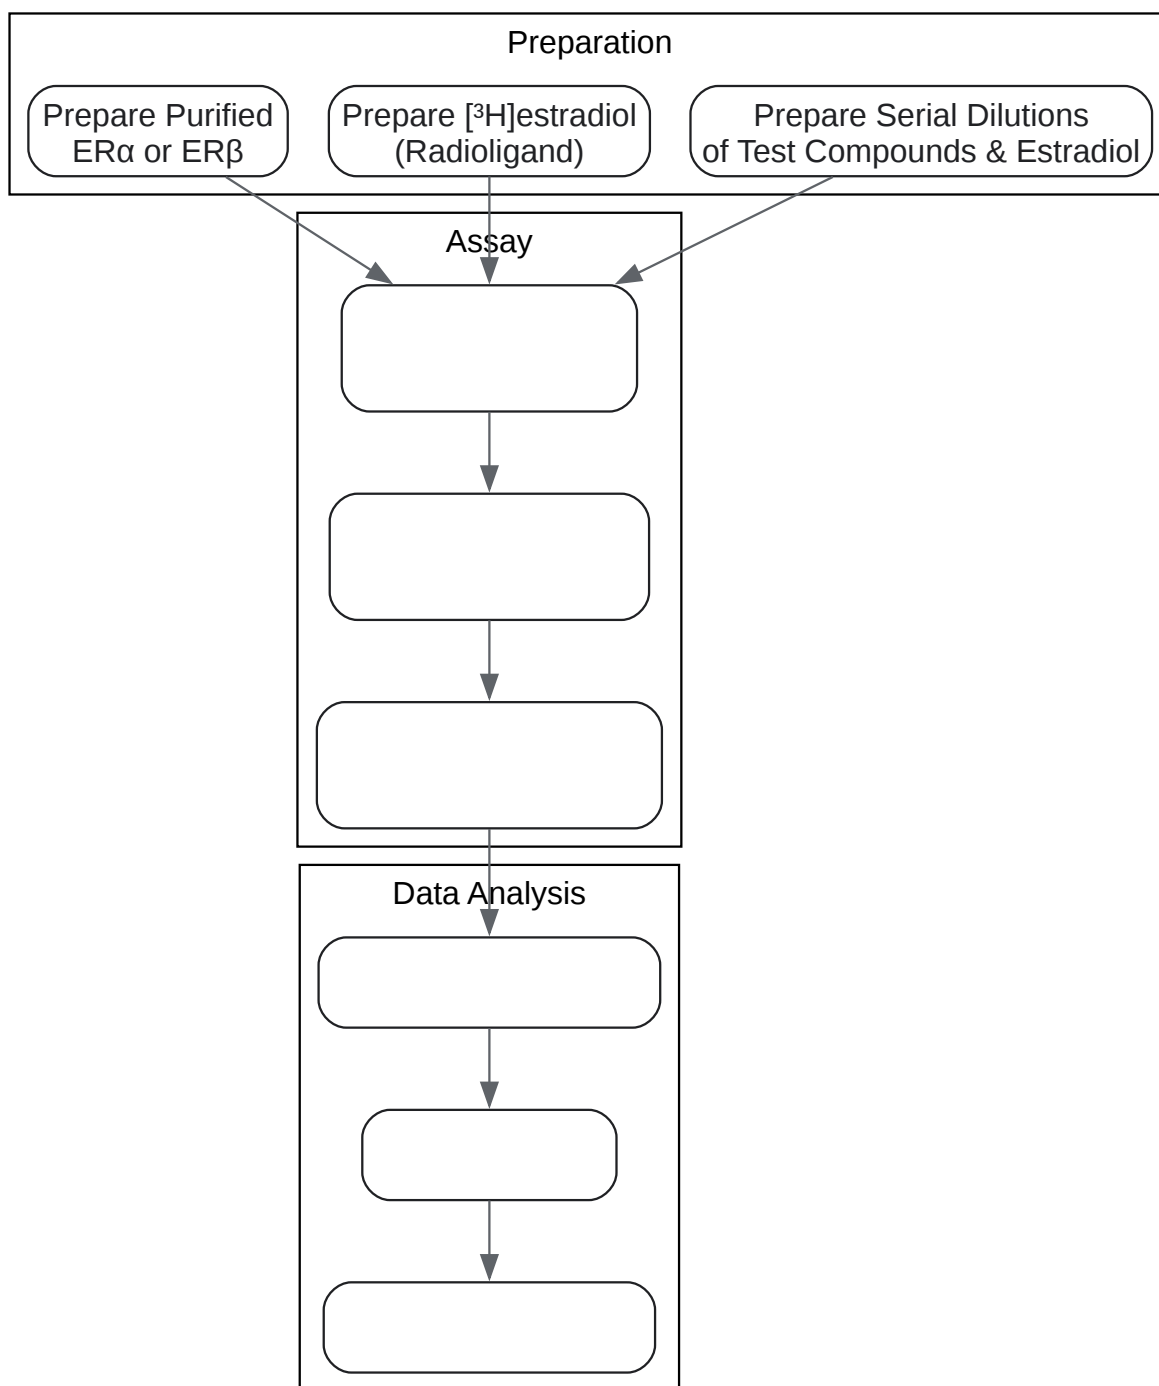 Preparation
Prepare Purified
ERα or ERβ
Prepare [³H]estradiol
(Radioligand)
Prepare Serial Dilutions
of Test Compounds & Estradiol
Assay
Data Analysis